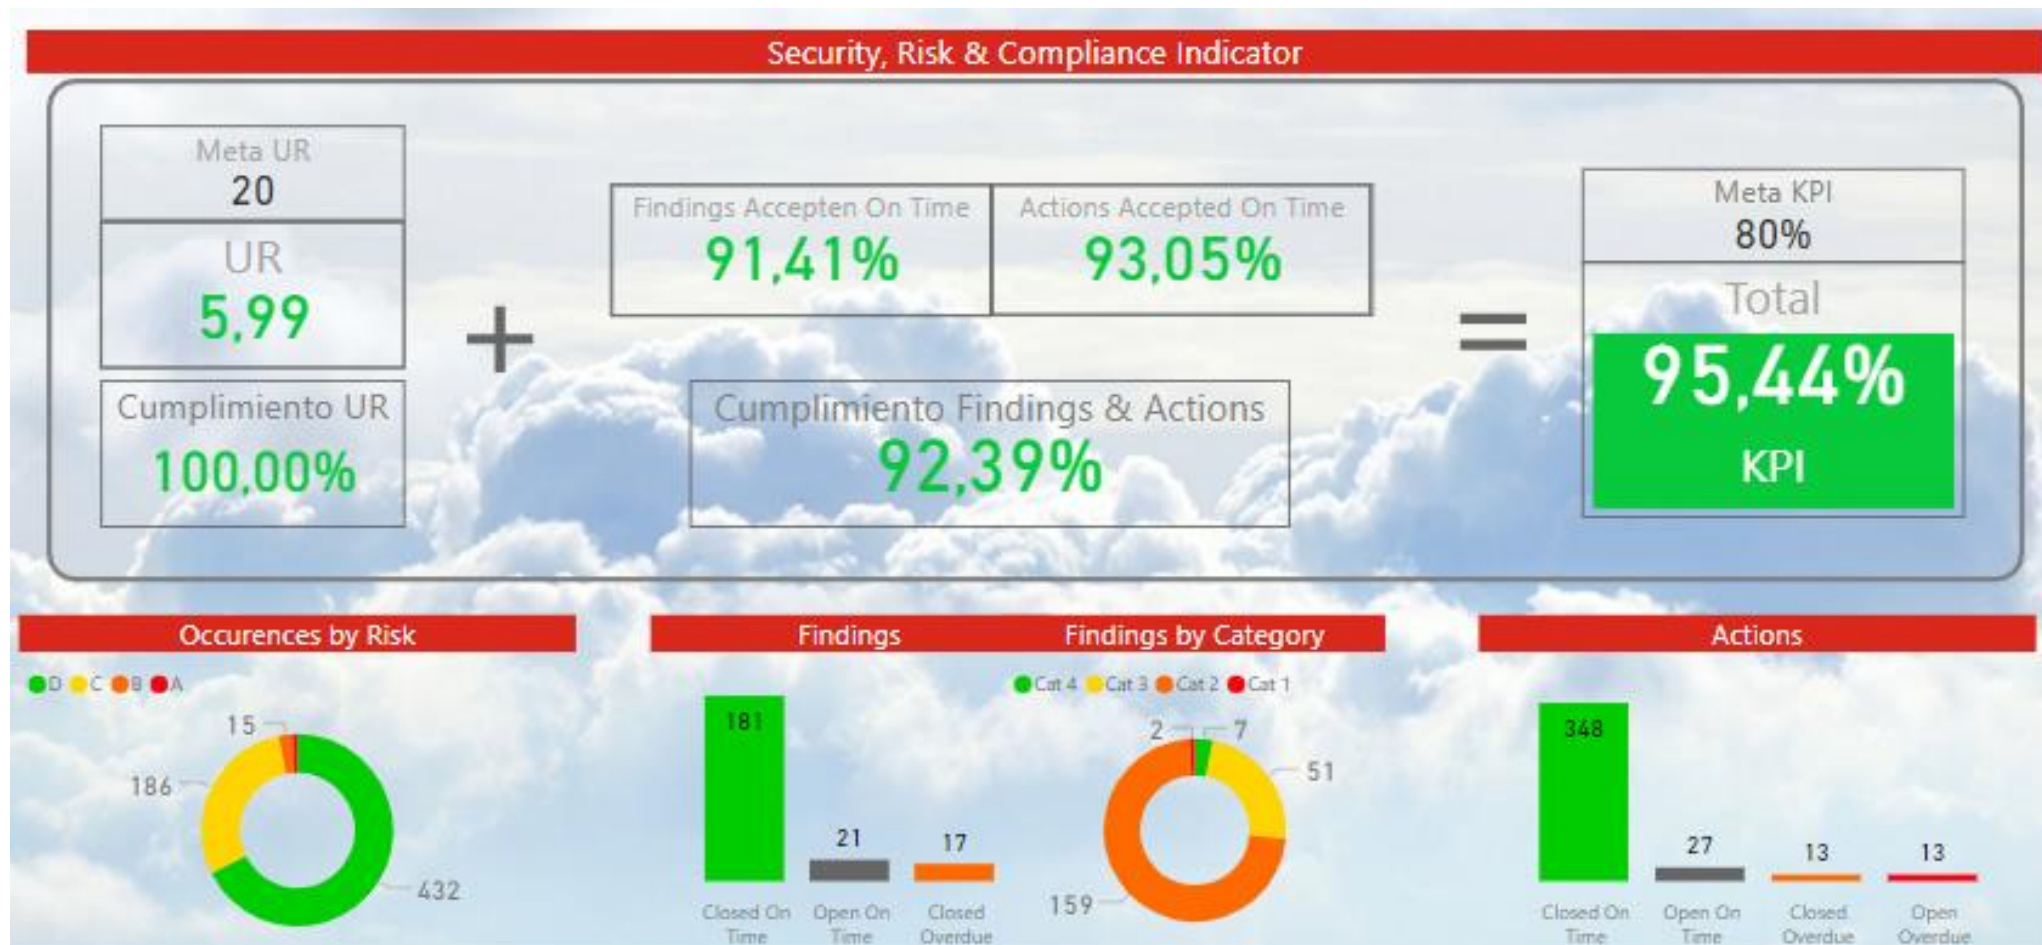 Security, Risk & Compliance Indicator
Meta UR
20
UR
5,99
Cumplimiento UR
100,00%
+
Findings Accepten On Time
91,41%
Actions Accepted On Time
93,05%
Cumplimiento Findings & Actions
92,39%
=
Meta KPI
80%
Total
95,44%
KPI
Occurences by Risk
D C B A
15
186
432
Findings
181
21
17
Closed On
Time
Open On
Time
Closed
Overdue
Findings by Category
Cat 4 Cat 3 Cat 2 Cat 1
2
7
51
159
Actions
348
27
13
13
Closed On
Time
Open On
Time
Closed
Overdue
Open
Overdue